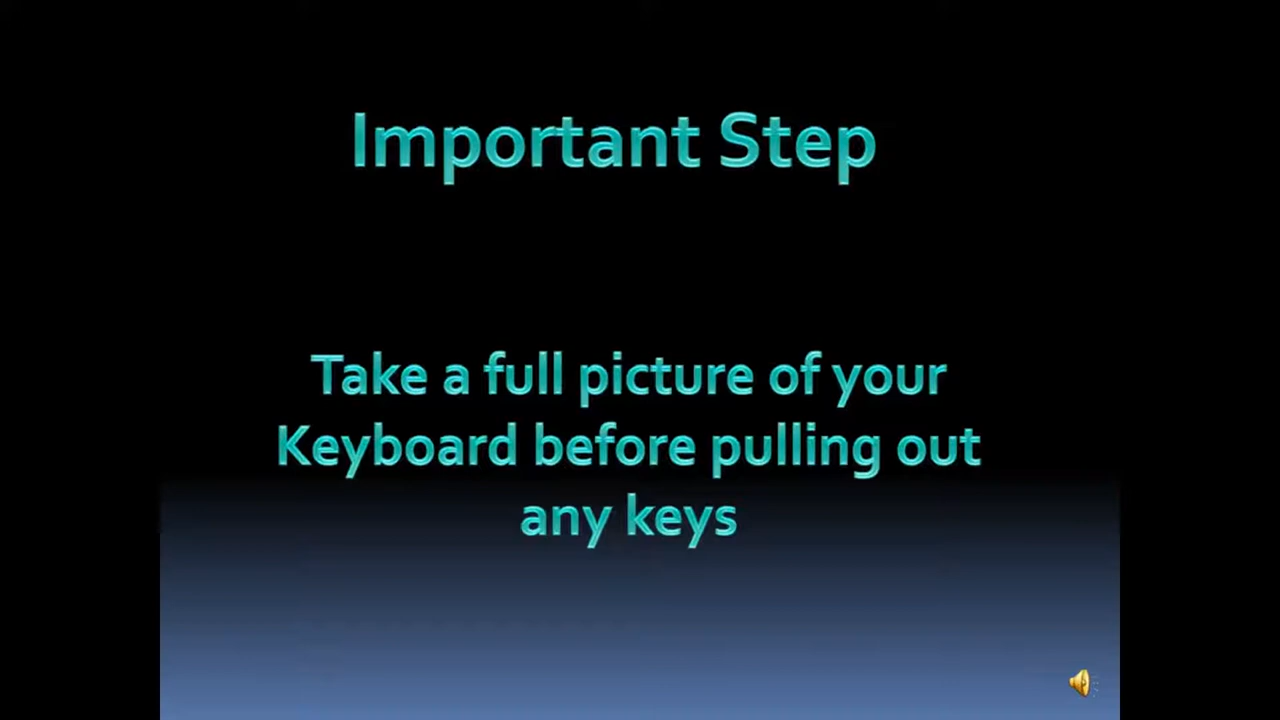 Important Step
Take a full picture of your
Keyboard before pulling out
any keys